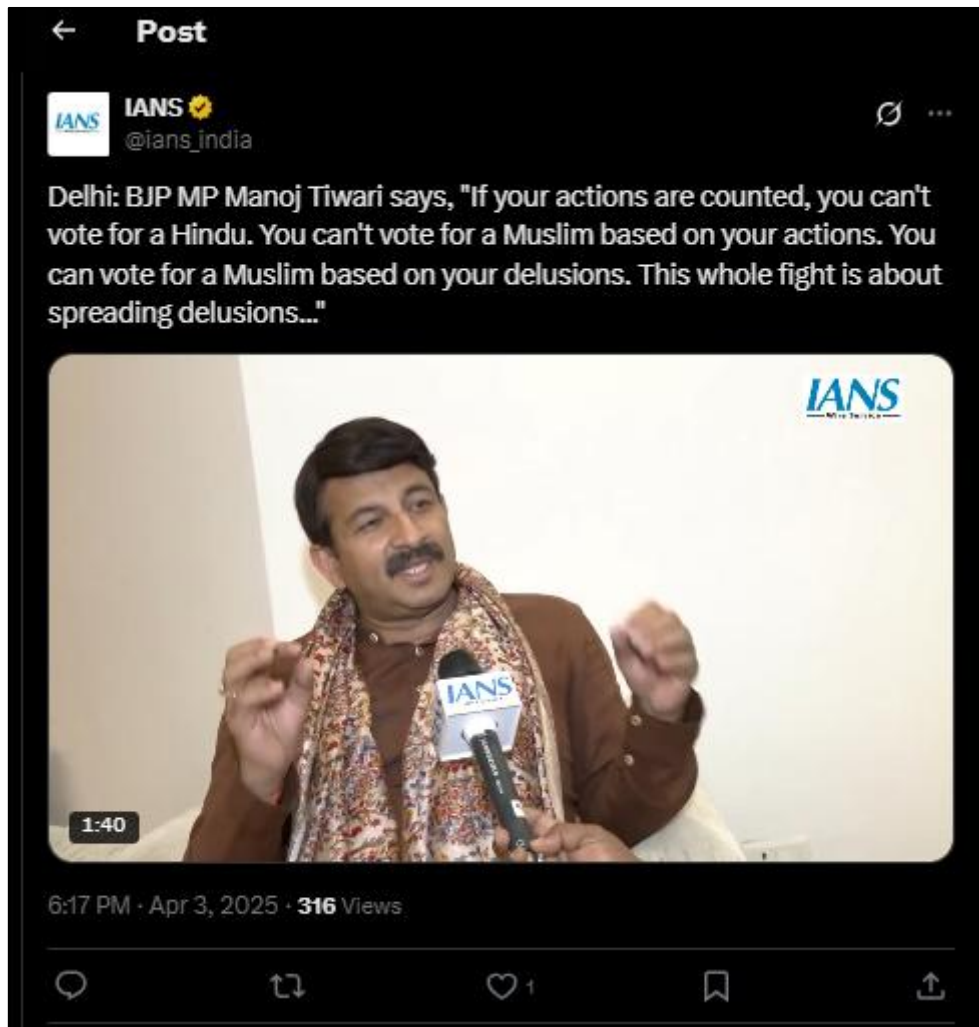 Post
IANS
IANS
@ians_india
Delhi: BJP MP Manoj Tiwari says, "If your actions are counted, you can't
vote for a Hindu. You can't vote for a Muslim based on your actions. You
can vote for a Muslim based on your delusions. This whole fight is about
spreading delusions..."
IANS
Wire Service
IANS
1:40
6:17 PM · Apr 3, 2025 · 316 Views
1